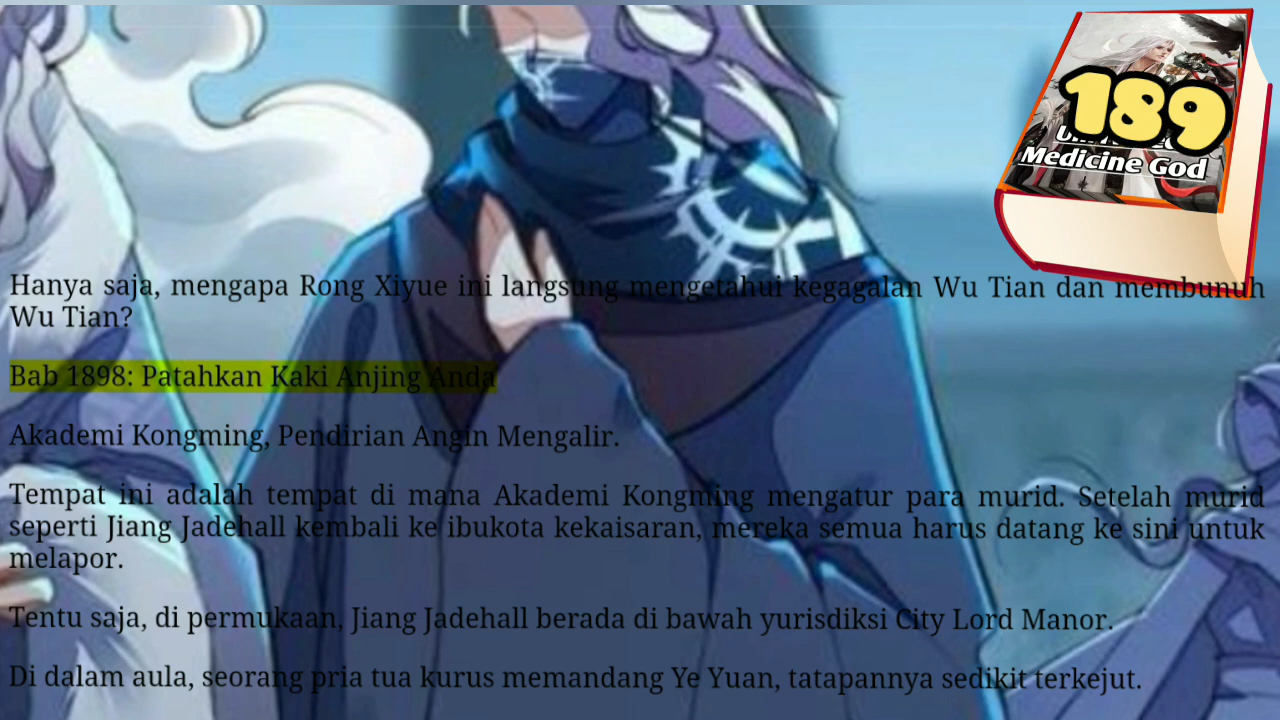 189
Medicine God
Hanya saja, mengapa Rong Xiyue ini langsung mengetahui kegagalan Wu Tian dan membunuh
Wu Tian?
Bab 1898: Patahkan Kaki Anjing Anda
Akademi Kongming, Pendirian Angin Mengalir.
Tempat ini adalah tempat di mana Akademi Kongming mengatur para murid. Setelah murid
seperti Jiang Jadehall kembali ke ibukota kekaisaran, mereka semua harus datang ke sini untuk
melapor.
Tentu saja, di permukaan, Jiang Jadehall berada di bawah yurisdiksi City Lord Manor.
Di dalam aula, seorang pria tua kurus memandang Ye Yuan, tatapannya sedikit terkejut.